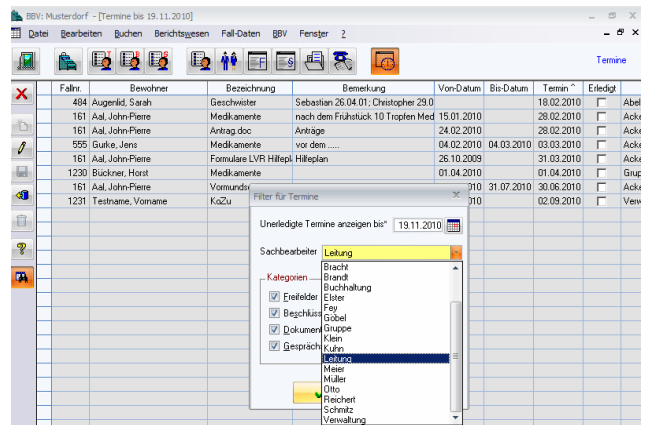 BBV: Musterdorf - [Termine bis 19.11.2010]
Datei Bearbeiten Buchen Berichtswesen Fall-Daten BBV Fenster ?
Termine
Fallnr. Bewohner Bezeichnung Bemerkung Von-Datum Bis-Datum Termin ^ Erledigt
484 Augenlid, Sarah Geschwister Sebastian 26.04.01; Christopher 29.0 18.02.2010 Abel
161 Aal, John-Pierre Medikamente nach dem Frühstück 10 Tropfen Med 15.01.2010 28.02.2010 Acke
161 Aal, John-Pierre Antrag.doc Anträge 24.02.2010 28.02.2010 Acke
555 Gurke, Jens Medikamente vor dem ..... 04.02.2010 04.03.2010 03.03.2010 Acke
161 Aal, John-Pierre Formulare LVR Hilfepl Hilfeplan 26.10.2009 31.03.2010 Acke
1230 Bückner, Horst Medikamente 01.04.2010 01.04.2010 Grup
161 Aal, John-Pierre Vormunds 010 31.07.2010 30.06.2010 Acke
1231 Testname, Vorname KoZu 010 02.09.2010 Verw
Filter für Termine
Unerledigte Termine anzeigen bis* 19.11.2010
Sachbearbeiter Leitung
Bracht
Kategorien Brandt
Buchhaltung
Freifelder Elster
Fey
Beschlüss Göbel
Dokument Gruppe
Klein
Gespräch Kuhn
Leitung
Meier
Müller
Otto
Reichert
Schmitz
Verwaltung